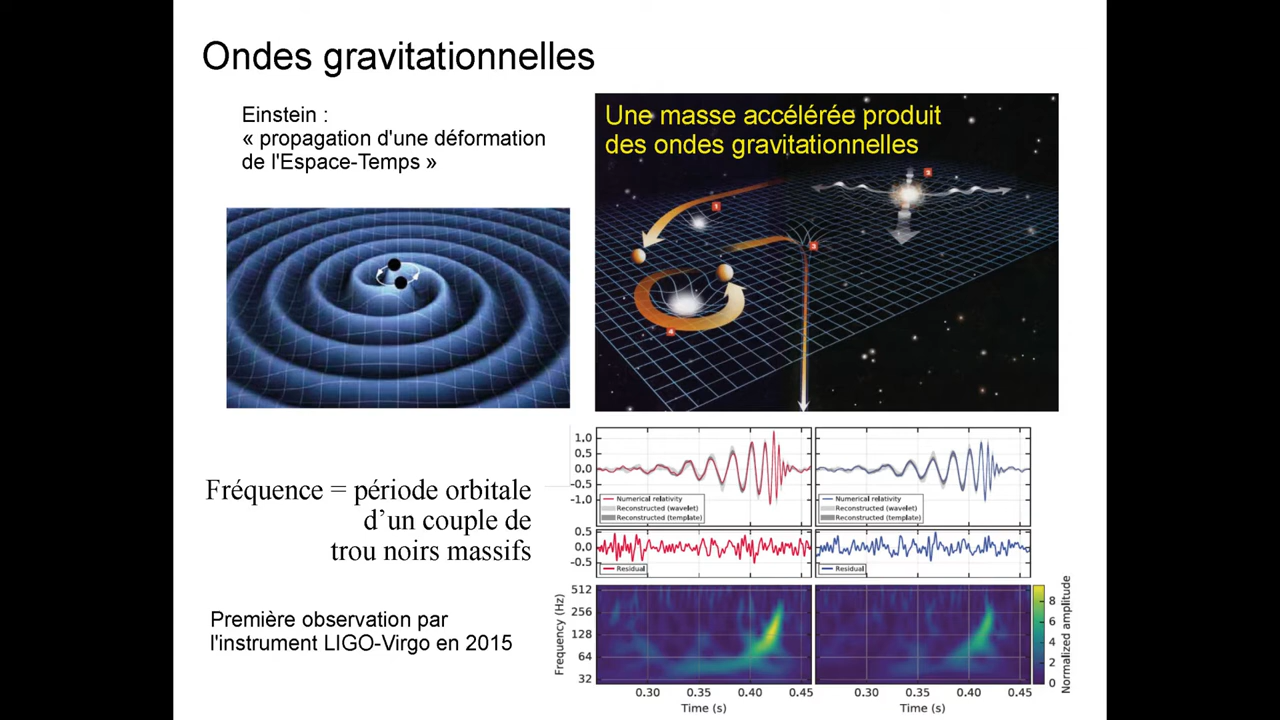 Ondes gravitationnelles
Einstein :
« propagation d'une déformation
de l'Espace-Temps »
Une masse accélérée produit
des ondes gravitationnelles
1
2
3
4
Fréquence = période orbitale
d’un couple de
trou noirs massifs
Première observation par
l'instrument LIGO-Virgo en 2015
1.0
0.5
0.0
-0.5
-1.0
Numerical relativity
Reconstructed (wavelet)
Reconstructed (template)
Numerical relativity
Reconstructed (wavelet)
Reconstructed (template)
0.5
0.0
-0.5
Residual
Residual
Frequency (Hz)
512
256
128
64
32
0.30 0.35 0.40 0.45
Time (s)
0.30 0.35 0.40 0.45
Time (s)
8
6
4
2
0
Normalized amplitude